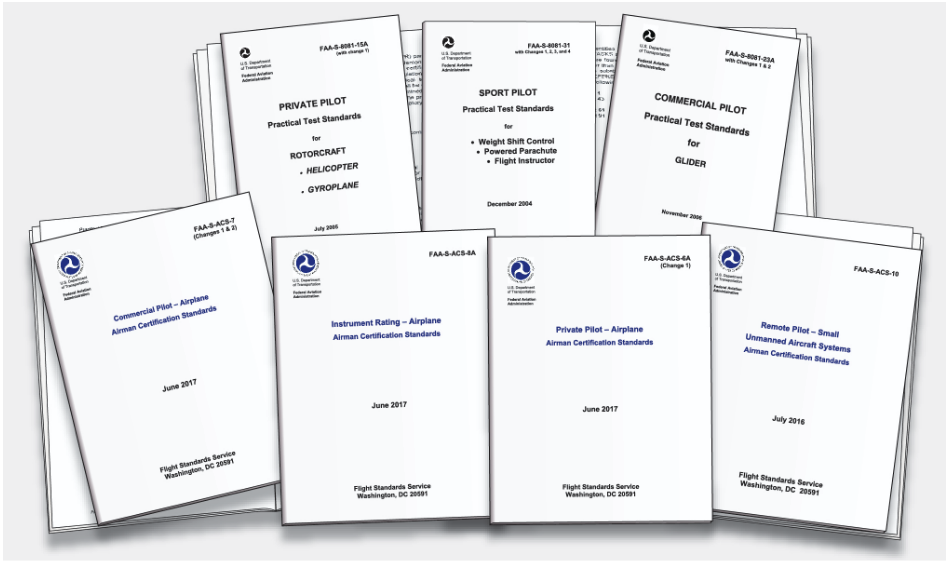 FAA-S-8081-15A
(with change 1)
U.S. Department
of Transportation
Federal Aviation
Administration
PRIVATE PILOT
Practical Test Standards
for
ROTORCRAFT
• HELICOPTER
• GYROPLANE
July 2005
FAA-S-8081-31
with Changes 1, 2, 3, and 4
U.S. Department
of Transportation
Federal Aviation
Administration
SPORT PILOT
Practical Test Standards
for
• Weight Shift Control
• Powered Parachute
• Flight Instructor
December 2004
FAA-S-8081-23A
with Changes 1 & 2
U.S. Department
of Transportation
Federal Aviation
Administration
COMMERCIAL PILOT
Practical Test Standards
for
GLIDER
November 2006
FAA-S-ACS-7
(Changes 1 & 2)
U.S. Department
of Transportation
Federal Aviation
Administration
Commercial Pilot – Airplane
Airman Certification Standards
June 2017
Flight Standards Service
Washington, DC 20591
FAA-S-ACS-8A
U.S. Department
of Transportation
Federal Aviation
Administration
Instrument Rating – Airplane
Airman Certification Standards
June 2017
Flight Standards Service
Washington, DC 20591
FAA-S-ACS-6A
(Change 1)
U.S. Department
of Transportation
Federal Aviation
Administration
Private Pilot – Airplane
Airman Certification Standards
June 2017
Flight Standards Service
Washington, DC 20591
FAA-S-ACS-10
U.S. Department
of Transportation
Federal Aviation
Administration
Remote Pilot – Small
Unmanned Aircraft Systems
Airman Certification Standards
July 2016
Flight Standards Service
Washington, DC 20591